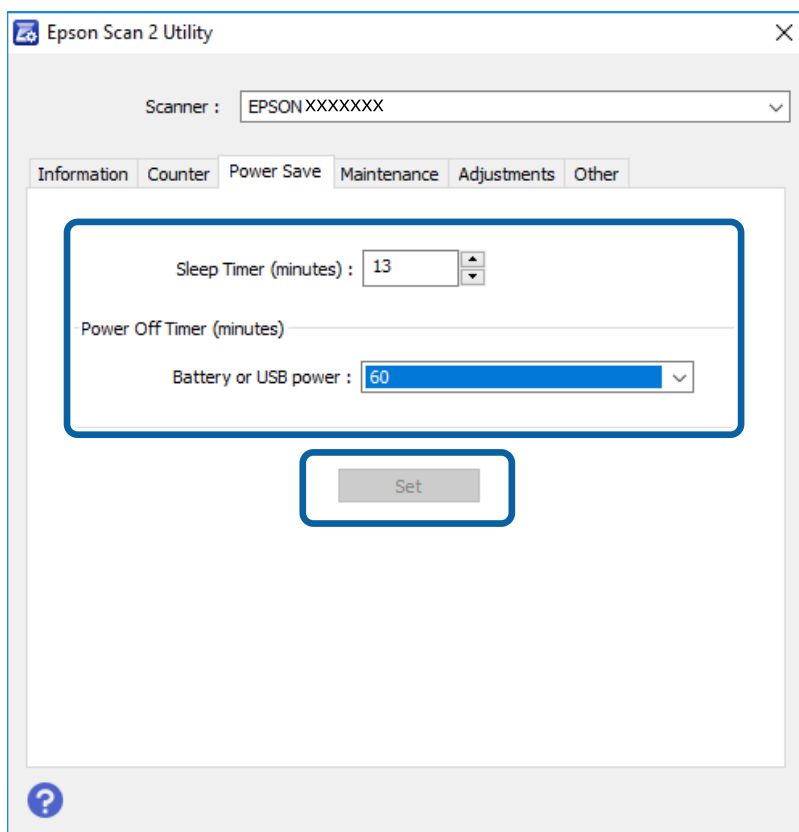 Epson Scan 2 Utility
Scanner : EPSON XXXXXXX
Information Counter Power Save Maintenance Adjustments Other
Sleep Timer (minutes) : 13
Power Off Timer (minutes)
Battery or USB power : 60
Set
?